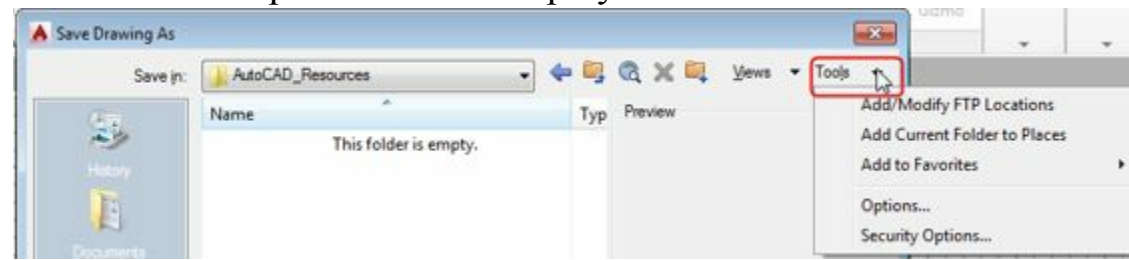 Gizmo
Save Drawing As
Save in: AutoCAD_Resources Views Tools
Name Typ Preview
This folder is empty.
History
Documents
Add/Modify FTP Locations
Add Current Folder to Places
Add to Favorites
Options...
Security Options...